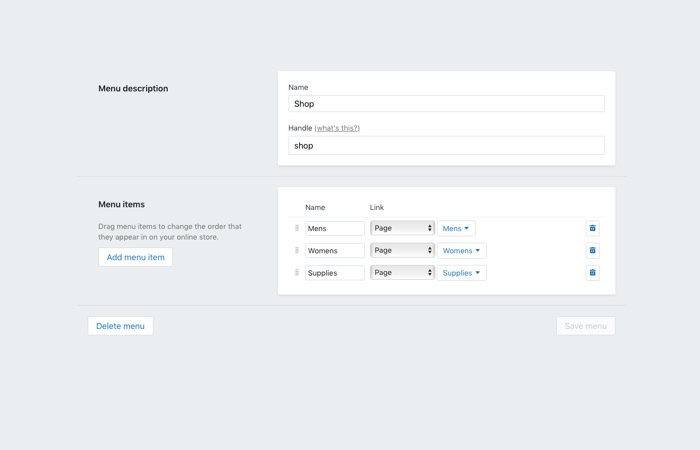 Menu description
Name
Shop
Handle (what's this?)
shop
Menu items
Drag menu items to change the order that
they appear in on your online store.
Add menu item
Name Link
Mens Page Mens
Womens Page Womens
Supplies Page Supplies
Delete menu
Save menu